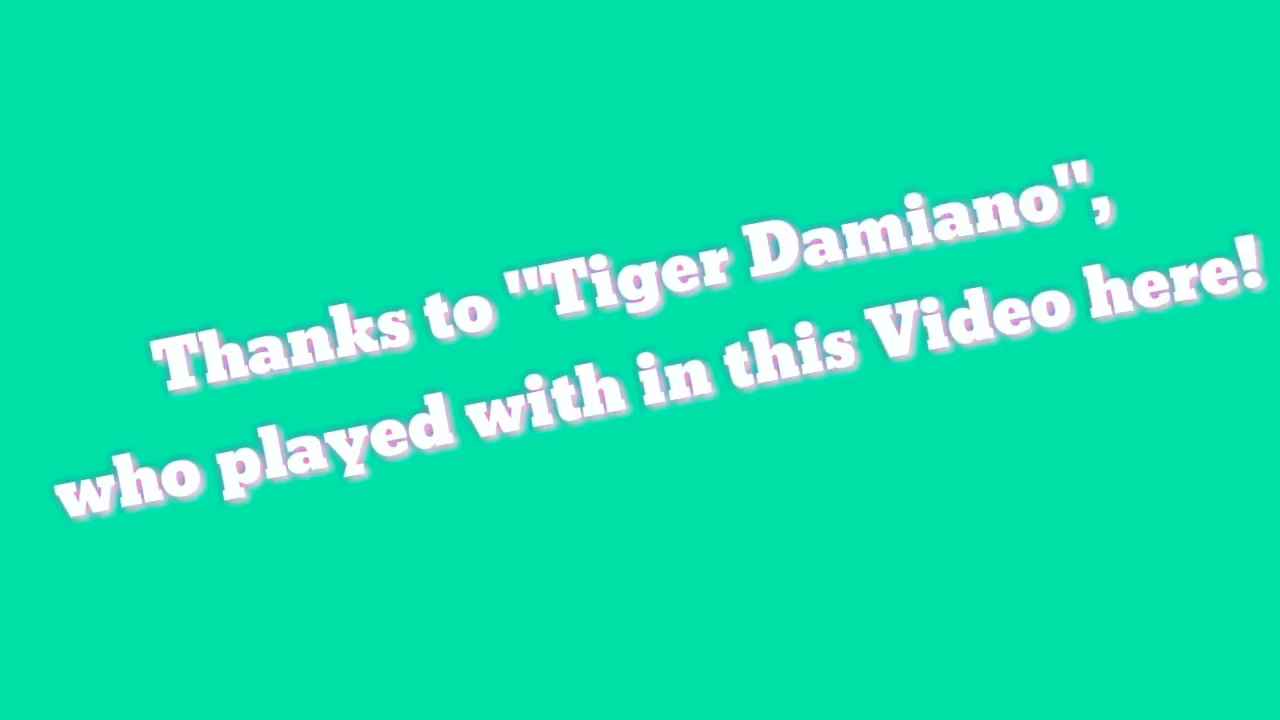 Thanks to "Tiger Damiano",
who played with in this Video here!